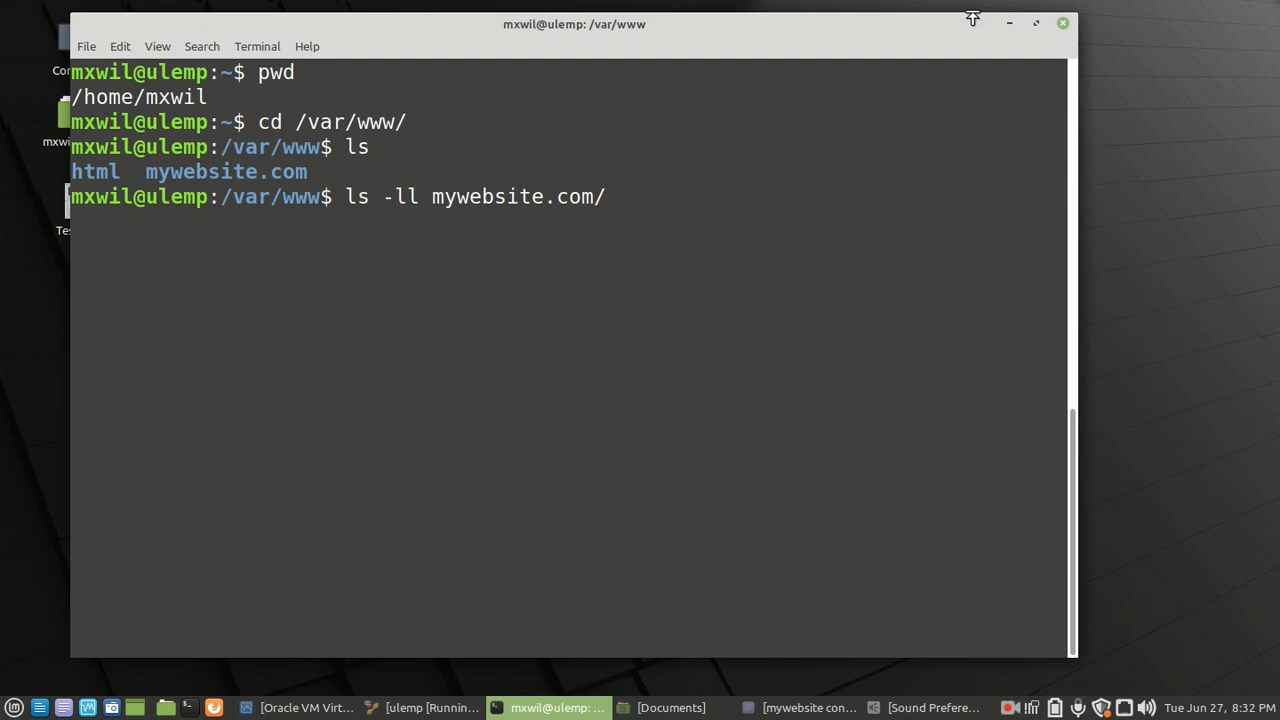 mxwil@ulemp: /var/www
File Edit View Search Terminal Help
mxwil@ulemp:~$ pwd
/home/mxwil
mxwil@ulemp:~$ cd /var/www/
mxwil@ulemp:/var/www$ ls
html mywebsite.com
mxwil@ulemp:/var/www$ ls -ll mywebsite.com/
[Oracle VM Virt... [ulemp [Runnin... mxwil@ulemp: ... [Documents] [mywebsite con... [Sound Prefere... Tue Jun 27, 8:32 PM